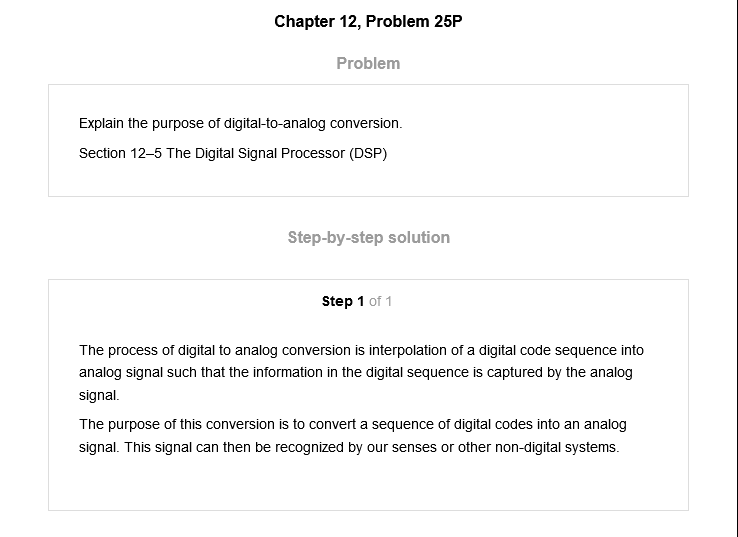 Chapter 12, Problem 25P
Problem
Explain the purpose of digital-to-analog conversion.
Section 12–5 The Digital Signal Processor (DSP)
Step-by-step solution
Step 1 of 1
The process of digital to analog conversion is interpolation of a digital code sequence into
analog signal such that the information in the digital sequence is captured by the analog
signal.
The purpose of this conversion is to convert a sequence of digital codes into an analog
signal. This signal can then be recognized by our senses or other non-digital systems.